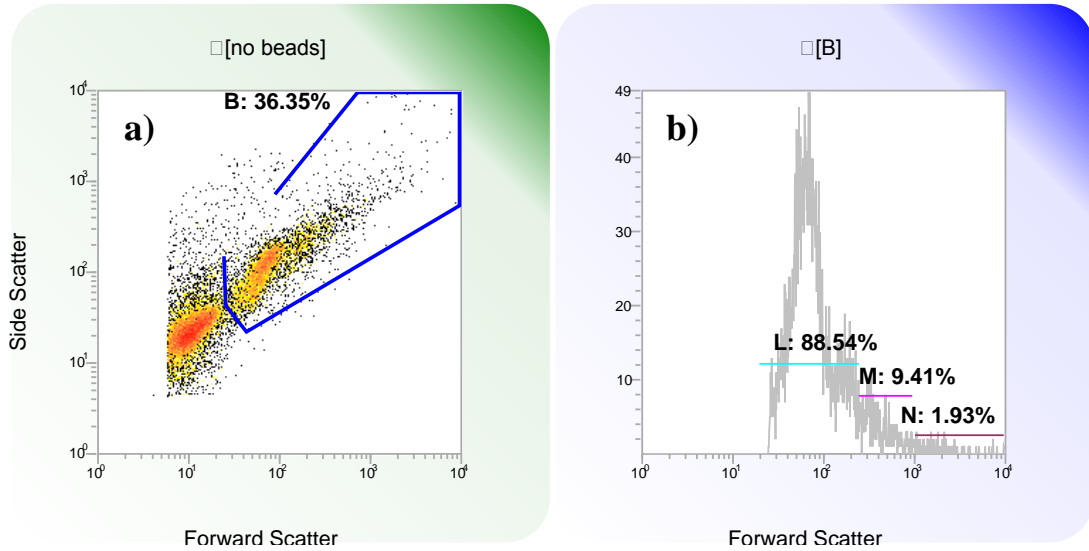 □[no beads]
B: 36.35%
a)
Side Scatter
10⁴
10³
10²
10¹
10⁰
10⁰ 10¹ 10² 10³ 10⁴
Forward Scatter
□[B]
b)
49
40
30
20
10
L: 88.54%
M: 9.41%
N: 1.93%
10⁰ 10¹ 10² 10³ 10⁴
Forward Scatter